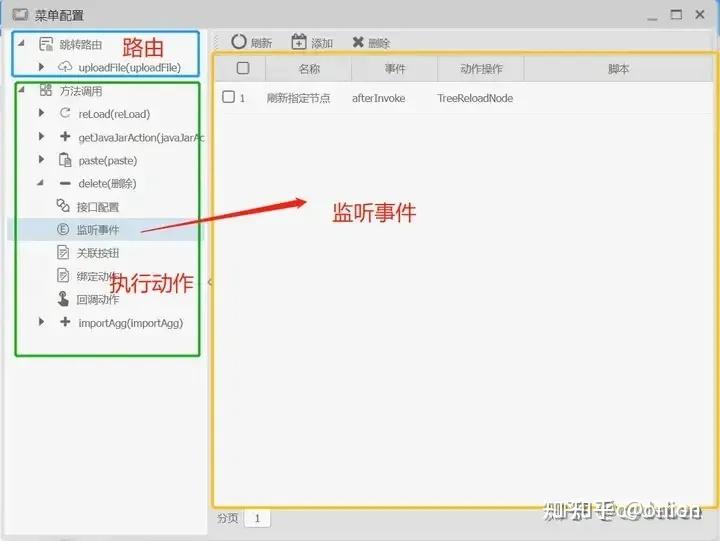 菜单配置
跳转路由 路由
uploadFile(uploadFile)
方法调用
reLoad(reLoad)
getJavaJarAction(javaJarAc
paste(paste)
delete(删除)
接口配置
监听事件
关联按钮
绑定动作
执行动作
回调动作
importAgg(importAgg)
刷新 添加 删除
名称 事件 动作操作 脚本
1 刷新指定节点 afterInvoke TreeReloadNode
监听事件
分页 1
知乎 @onion